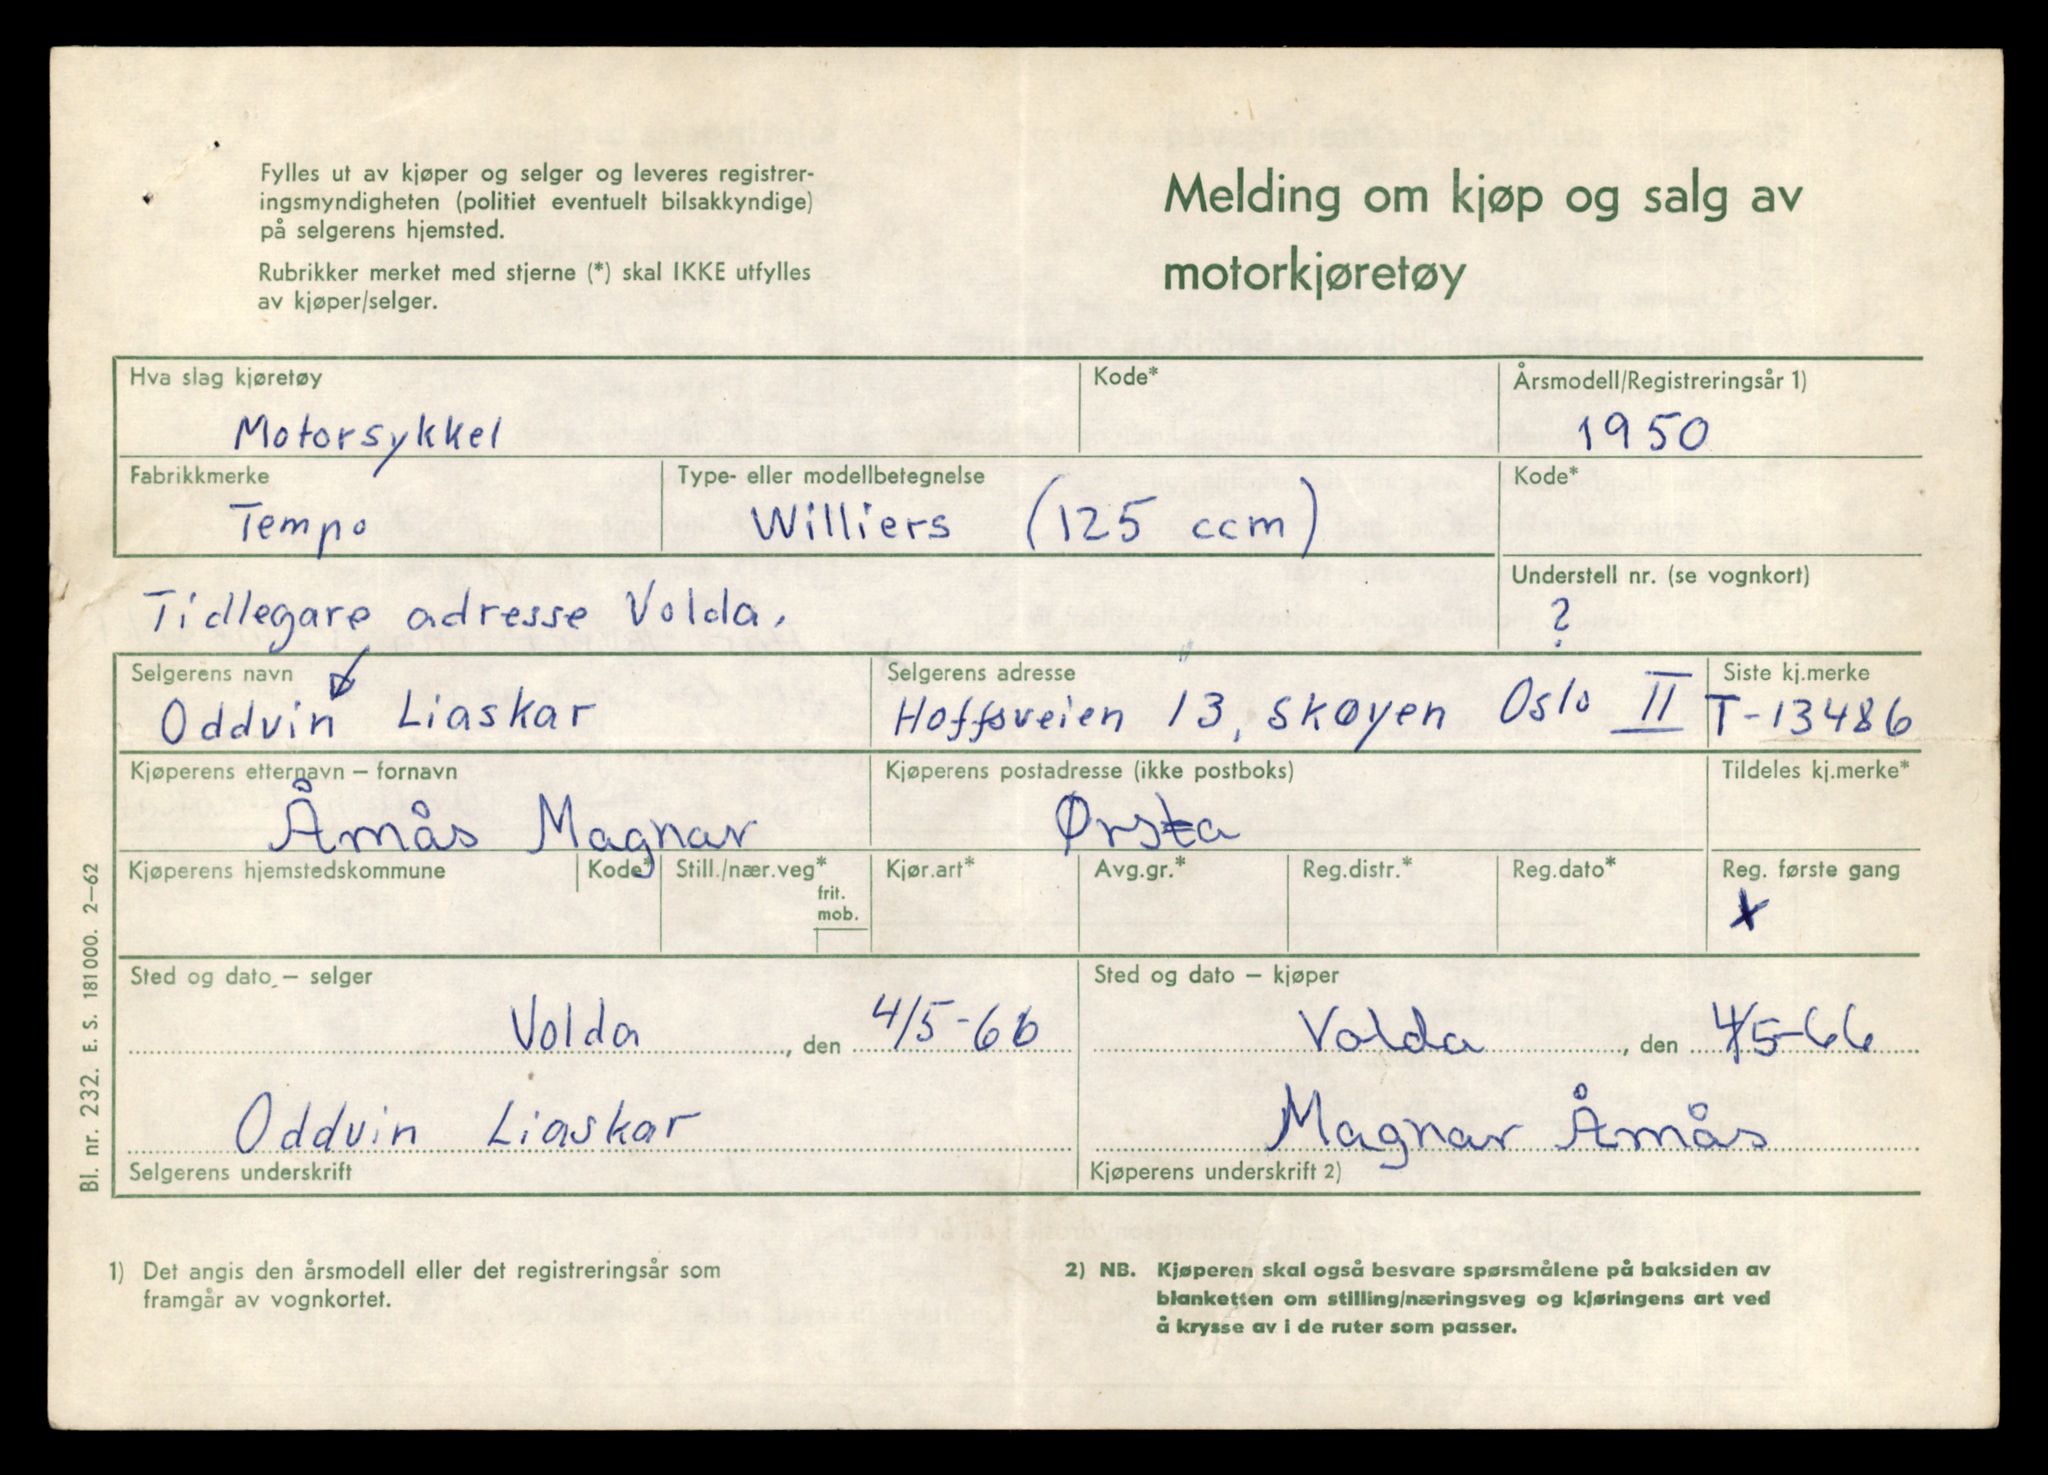 Fylles ut av kjøper og selger og leveres registrer-
ingsmyndigheten (politiet eventuelt bilsakkyndige)
på selgerens hjemsted.
Rubrikker merket med stjerne (*) skal IKKE utfylles
av kjøper/selger.
Melding om kjøp og salg av
motorkjøretøy
Hva slag kjøretøy
Motorsykkel
Kode*
Årsmodell/Registreringsår 1)
1950
Fabrikkmerke
Tempo
Type- eller modellbetegnelse
Williers (125 ccm)
Kode*
Understell nr. (se vognkort)
?
Tidlegare adresse Volda.
Selgerens navn
Oddvin Liaskar
Selgerens adresse
Hoffsveien 13, Skøyen Oslo II
Siste kj.merke
T-13486
Kjøperens etternavn – fornavn
Åmås Magnar
Kjøperens postadresse (ikke postboks)
Ørsta
Tildeles kj.merke*
Kjøperens hjemstedskommune
Kode*
Still./nær.veg*
frit.
mob.
Kjør.art*
Avg.gr.*
Reg.distr.*
Reg.dato*
Reg. første gang
x
Sted og dato – selger
Volda, den 4/5-66
Sted og dato – kjøper
Volda, den 4/5-66
Oddvin Liaskar
Selgerens underskrift
Magnar Åmås
Kjøperens underskrift 2)
Bl. nr. 232. E. S. 181000. 2–62
1) Det angis den årsmodell eller det registreringsår som
framgår av vognkortet.
2) NB. Kjøperen skal også besvare spørsmålene på baksiden av
blanketten om stilling/næringsveg og kjøringens art ved
å krysse av i de ruter som passer.